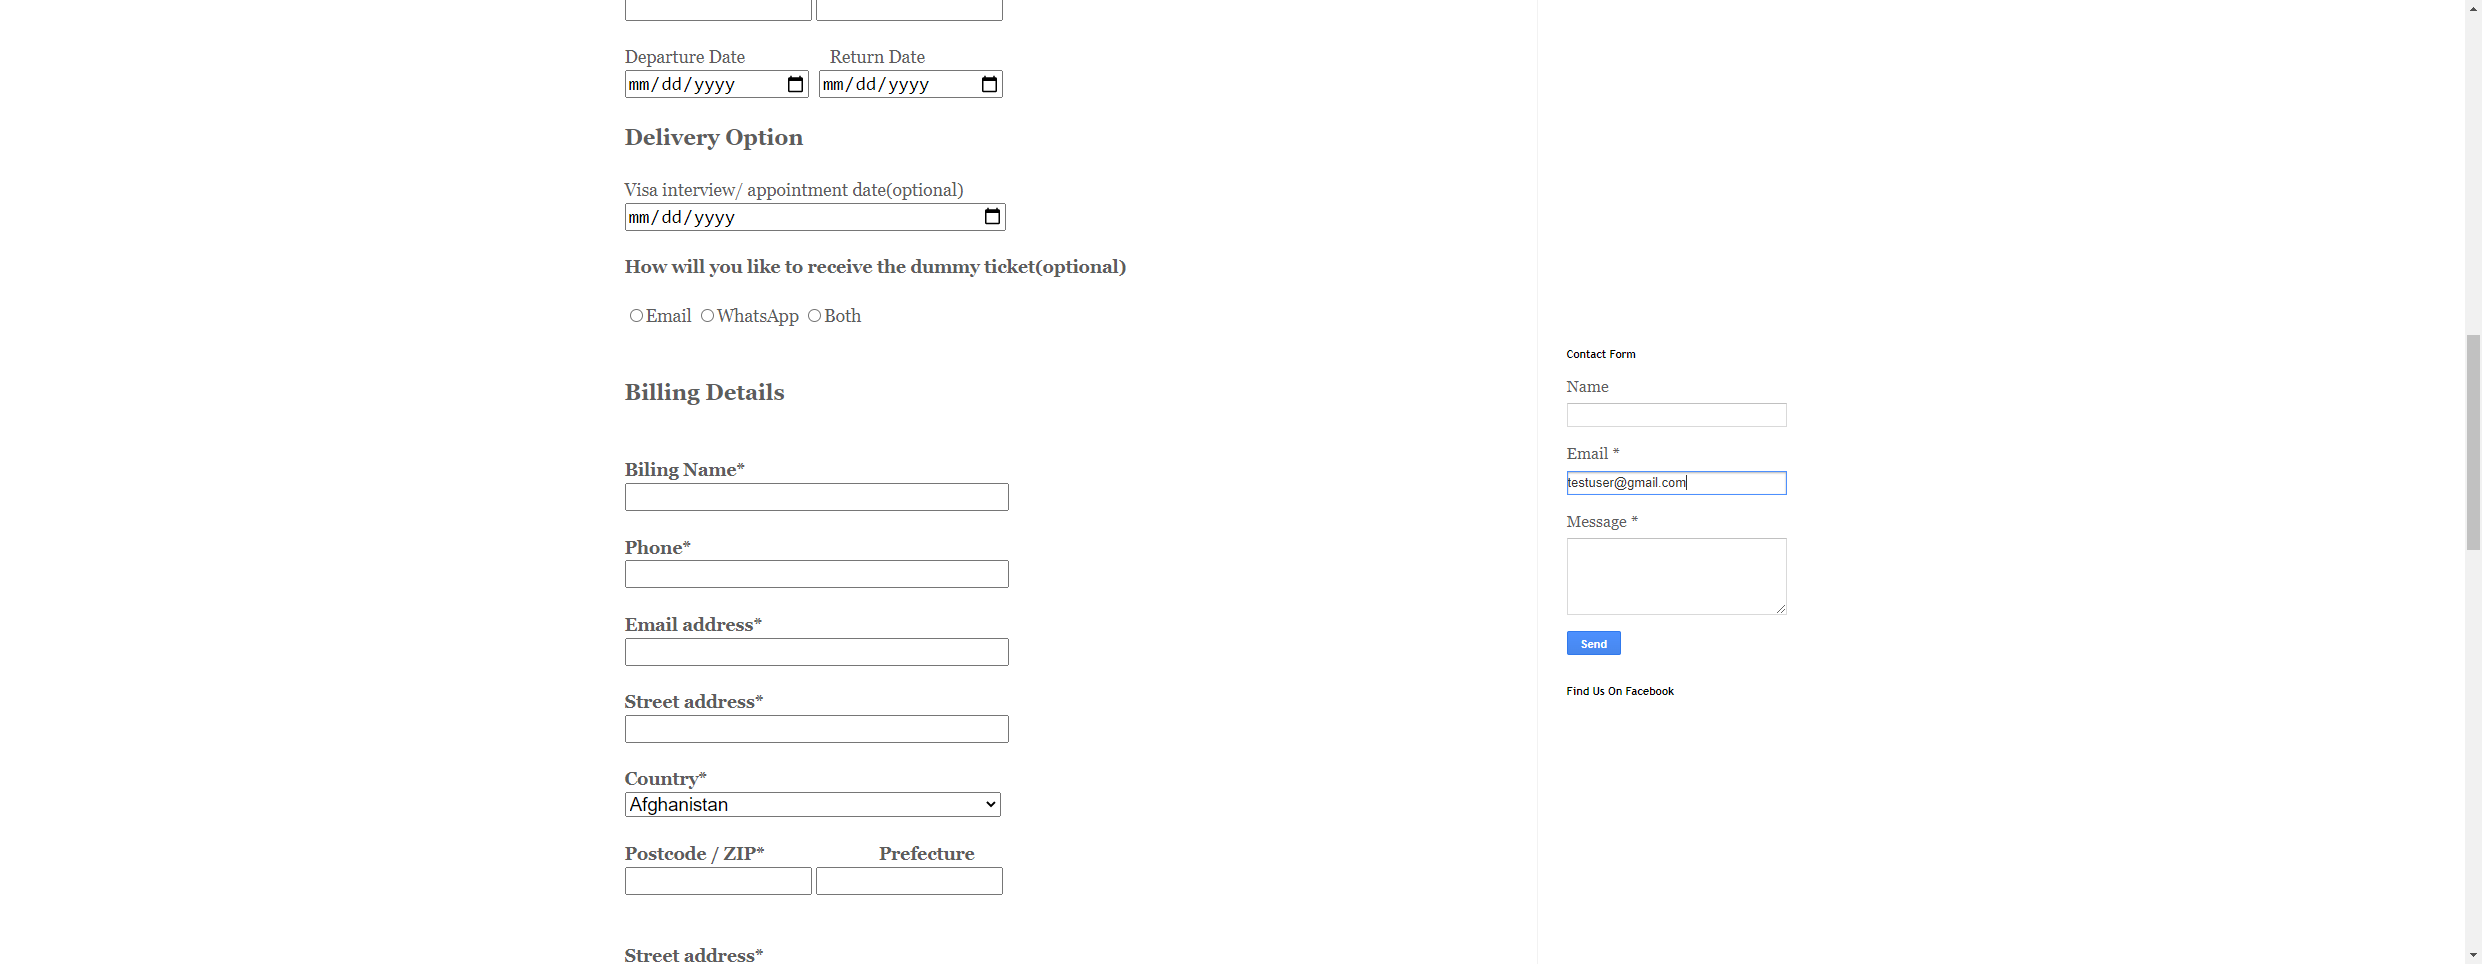 Departure Date Return Date
mm/dd/yyyy mm/dd/yyyy
Delivery Option
Visa interview/ appointment date(optional)
mm/dd/yyyy
How will you like to receive the dummy ticket(optional)
Email WhatsApp Both
Billing Details
Biling Name*
Phone*
Email address*
Street address*
Country*
Afghanistan
Postcode / ZIP* Prefecture
Street address*
Contact Form
Name
Email *
testuser@gmail.com
Message *
Send
Find Us On Facebook